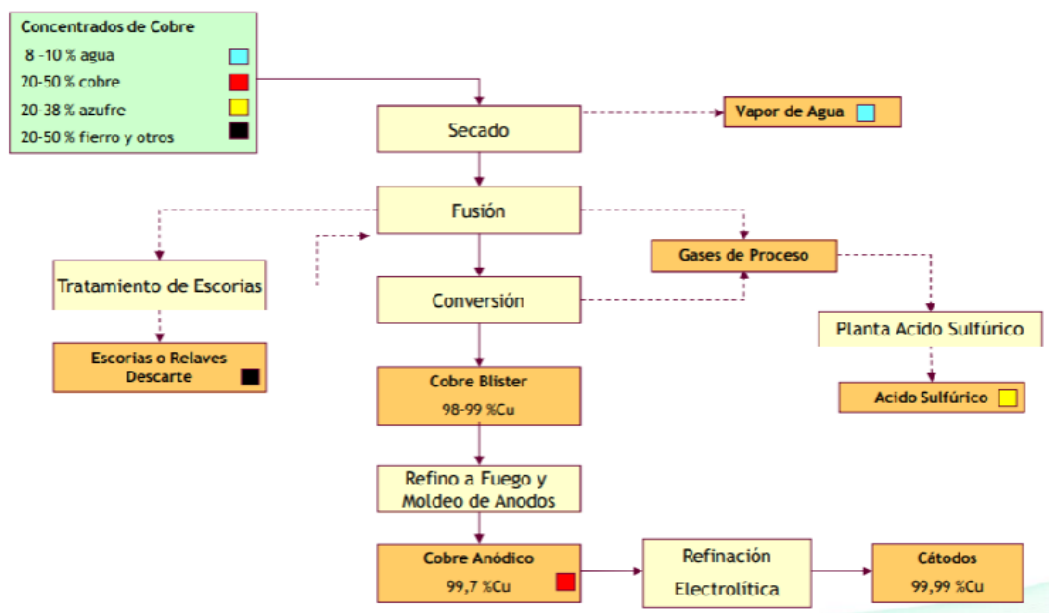 Concentrados de Cobre
8 -10 % agua
20-50 % cobre
20-38 % azufre
20-50 % fierro y otros
Secado
Vapor de Agua
Fusión
Gases de Proceso
Tratamiento de Escorias
Conversión
Planta Acido Sulfúrico
Escorias o Relaves
Descarte
Cobre Blister
98-99 %Cu
Acido Sulfúrico
Refino a Fuego y
Moldeo de Anodos
Cobre Anódico
99,7 %Cu
Refinación
Electrolítica
Cátodos
99,99 %Cu